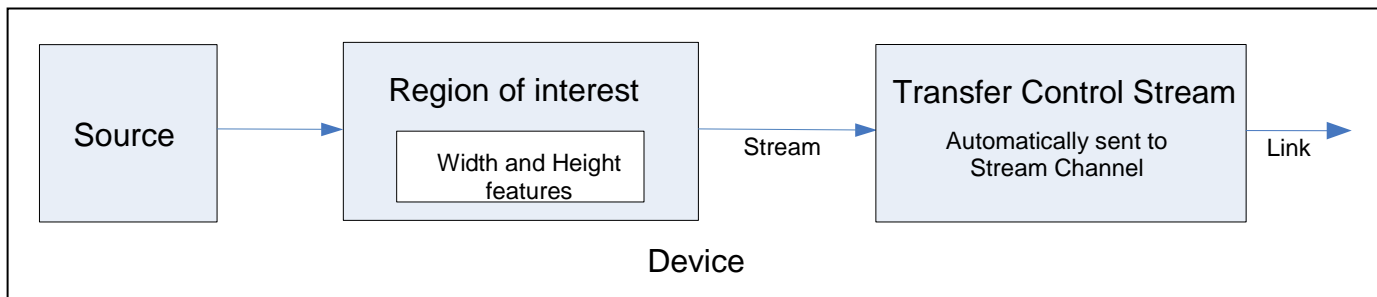 Source
Region of interest
Width and Height
features
Stream
Transfer Control Stream
Automatically sent to
Stream Channel
Link
Device